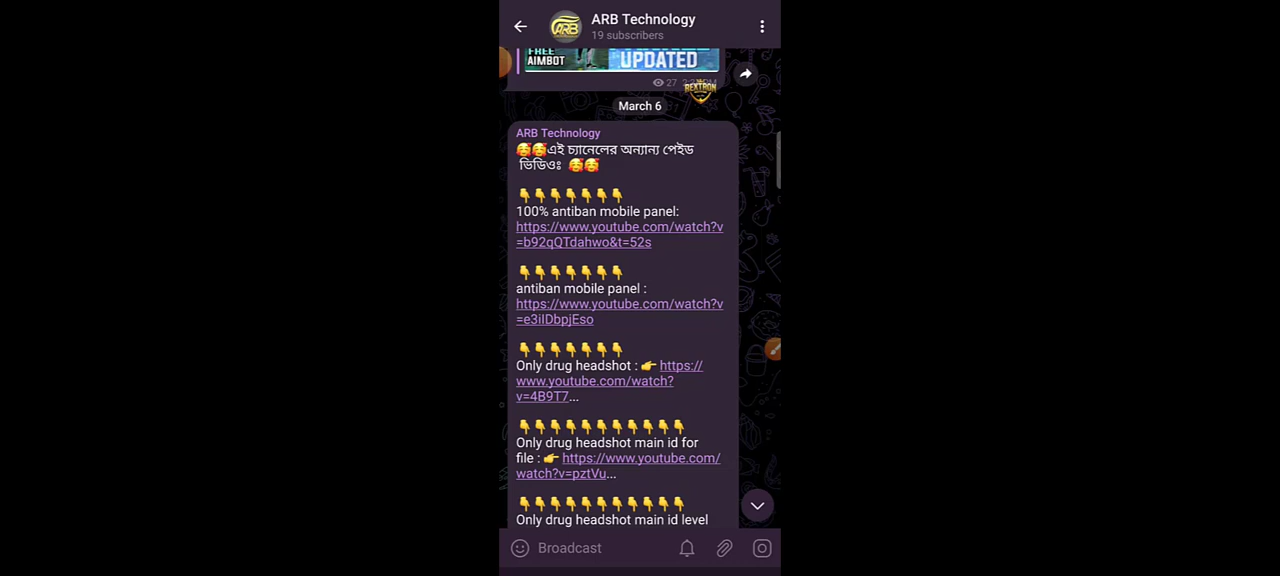 ARB Technology
19 subscribers
ARB
FREE
AIMBOT
UPDATED
27
REXTRON
March 6
ARB Technology
🥰🥰এই চ্যানেলের অন্যান্য পেইড
ভিডিওঃ 🥰🥰
👇👇👇👇👇👇👇
100% antiban mobile panel:
https://www.youtube.com/watch?v
=b92qQTdahwo&t=52s
👇👇👇👇👇👇👇
antiban mobile panel :
https://www.youtube.com/watch?v
=e3iIDbpjEso
👇👇👇👇👇👇👇
Only drug headshot : 👉 https://
www.youtube.com/watch?
v=4B9T7...
👇👇👇👇👇👇👇👇👇👇👇
Only drug headshot main id for
file : 👉 https://www.youtube.com/
watch?v=pztVu...
👇👇👇👇👇👇👇👇👇👇👇
Only drug headshot main id level
Broadcast